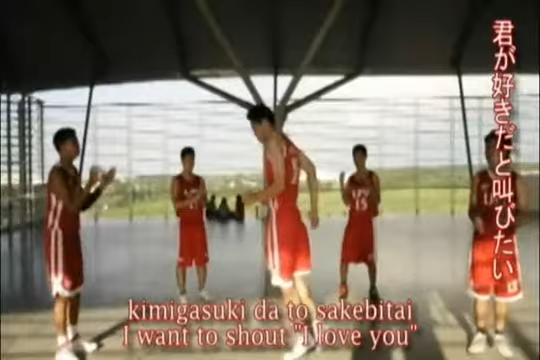 君が好きだと叫びたい
kimigasuki da to sakebitai
I want to shout "I love you"